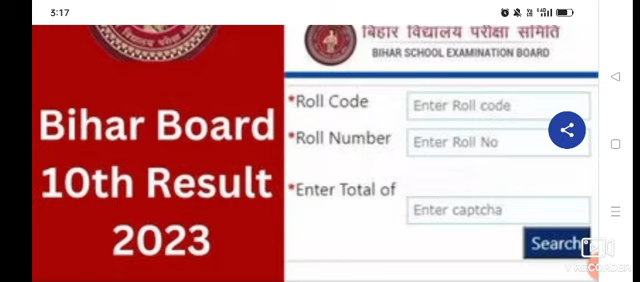 3:17
बिहार विद्यालय परीक्षा समिति
BIHAR SCHOOL EXAMINATION BOARD
Bihar Board
10th Result
2023
*Roll Code
Enter Roll code
*Roll Number
Enter Roll No
*Enter Total of
Enter captcha
Search
V RECORDER